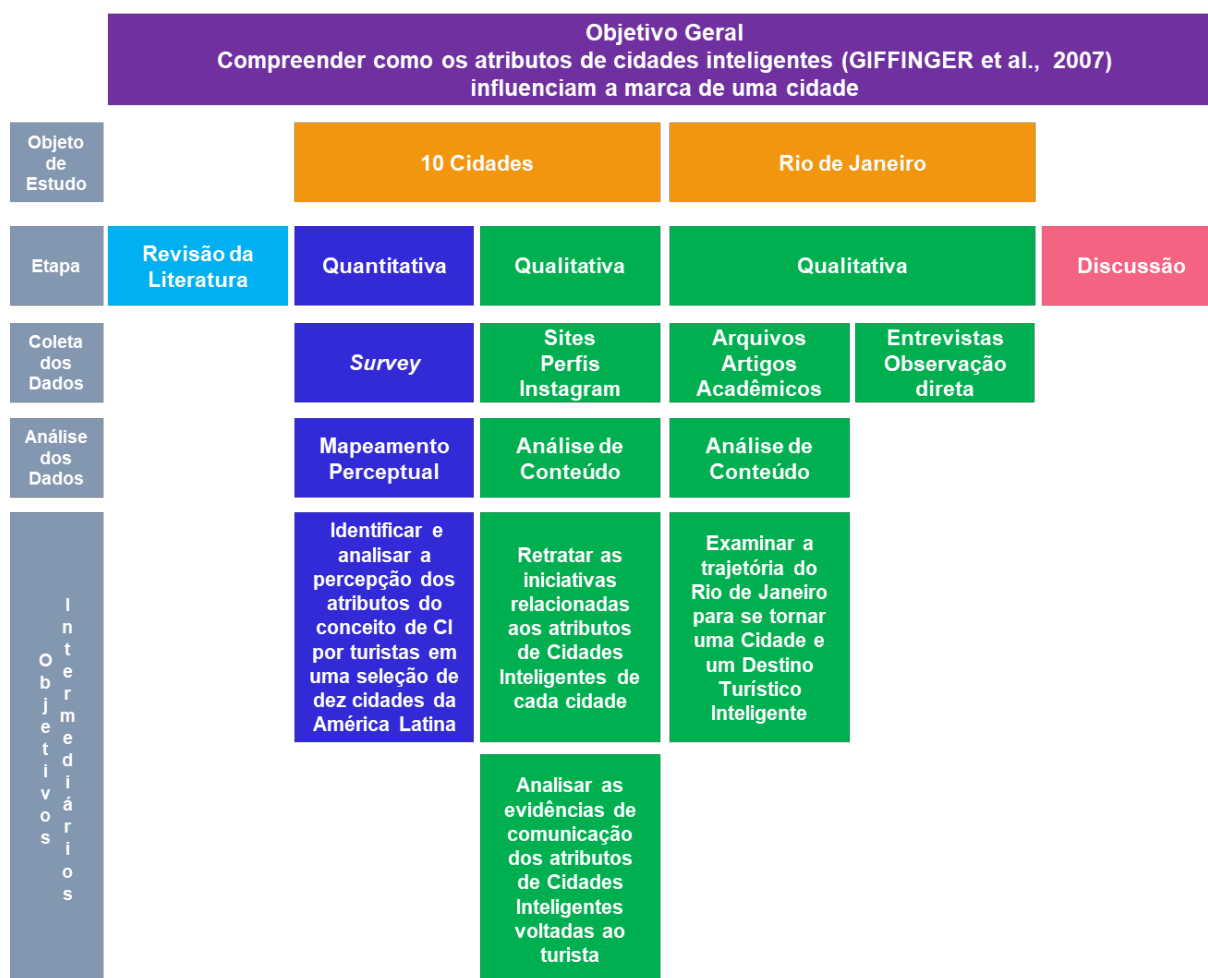 Objetivo Geral
Compreender como os atributos de cidades inteligentes (GIFFINGER et al., 2007)
influenciam a marca de uma cidade
Objeto
de
Estudo
10 Cidades
Rio de Janeiro
Etapa
Revisão da
Literatura
Quantitativa
Qualitativa
Qualitativa
Discussão
Coleta
dos
Dados
Survey
Sites
Perfis
Instagram
Arquivos
Artigos
Acadêmicos
Entrevistas
Observação
direta
Análise
dos
Dados
Mapeamento
Perceptual
Análise de
Conteúdo
Análise de
Conteúdo
Objetivos
Intermediários
Identificar e
analisar a
percepção dos
atributos do
conceito de CI
por turistas em
uma seleção de
dez cidades da
América Latina
Retratar as
iniciativas
relacionadas
aos atributos
de Cidades
Inteligentes de
cada cidade
Examinar a
trajetória do
Rio de Janeiro
para se tornar
uma Cidade e
um Destino
Turístico
Inteligente
Analisar as
evidências de
comunicação
dos atributos
de Cidades
Inteligentes
voltadas ao
turista